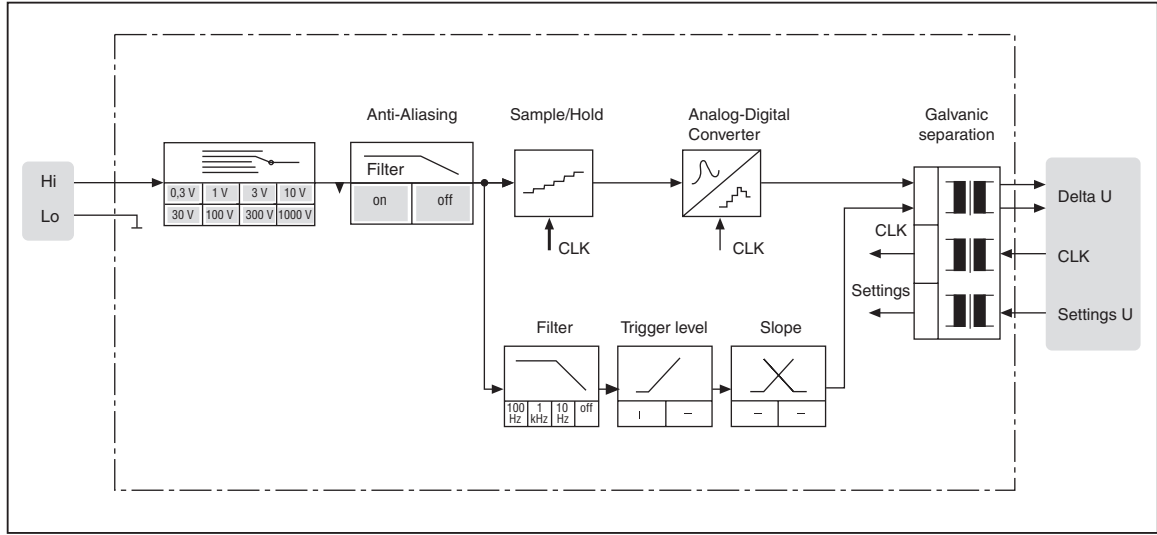 Anti-Aliasing
Sample/Hold
Analog-Digital
Converter
Galvanic
separation
Hi
Lo
0,3 V 1 V 3 V 10 V
30 V 100 V 300 V 1000 V
Filter
on off
CLK
CLK
CLK
Settings
Delta U
CLK
Settings U
Filter
Trigger level
Slope
100 Hz
1 kHz
10 Hz
off
I –
– –